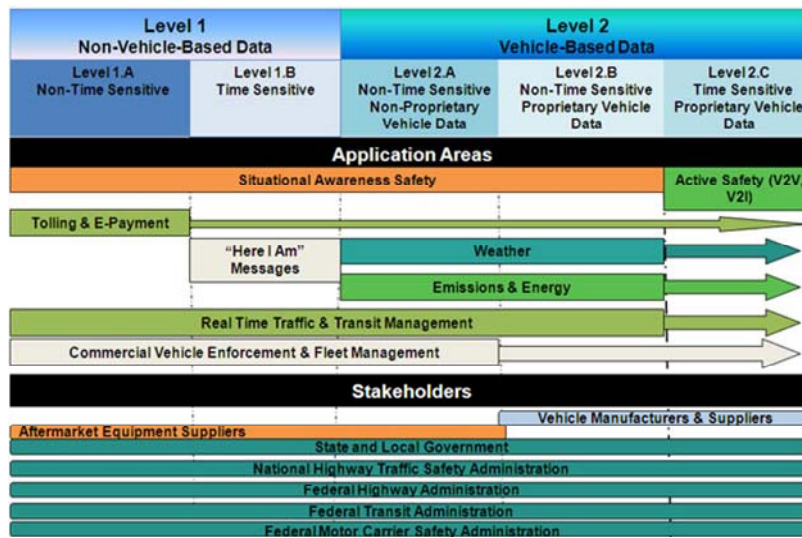 Level 1
Non-Vehicle-Based Data
Level 2
Vehicle-Based Data
Level 1.A
Non-Time Sensitive
Level 1.B
Time Sensitive
Level 2.A
Non-Time Sensitive
Non-Proprietary
Vehicle Data
Level 2.B
Non-Time Sensitive
Proprietary Vehicle
Data
Level 2.C
Time Sensitive
Proprietary Vehicle
Data
Application Areas
Situational Awareness Safety
Active Safety (V2V,
V2I)
Tolling & E-Payment
“Here I Am”
Messages
Weather
Emissions & Energy
Real Time Traffic & Transit Management
Commercial Vehicle Enforcement & Fleet Management
Stakeholders
Vehicle Manufacturers & Suppliers
Aftermarket Equipment Suppliers
State and Local Government
National Highway Traffic Safety Administration
Federal Highway Administration
Federal Transit Administration
Federal Motor Carrier Safety Administration